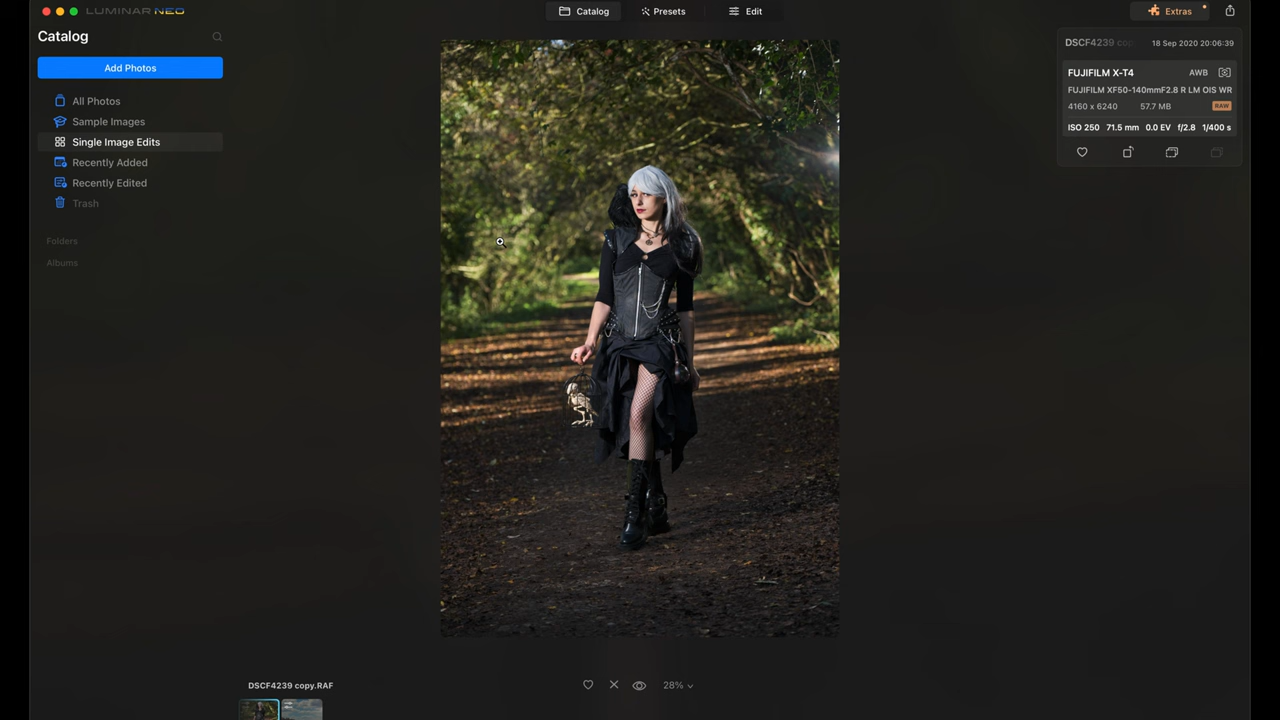 LUMINAR NEO
Catalog
Presets
Edit
Extras
Catalog
Add Photos
All Photos
Sample Images
Single Image Edits
Recently Added
Recently Edited
Trash
Folders
Albums
DSCF4239 cop
18 Sep 2020 20:06:39
FUJIFILM X-T4
AWB
FUJIFILM XF50-140mmF2.8 R LM OIS WR
4160 x 6240
57.7 MB
RAW
ISO 250
71.5 mm
0.0 EV
f/2.8
1/400 s
DSCF4239 copy.RAF
28%